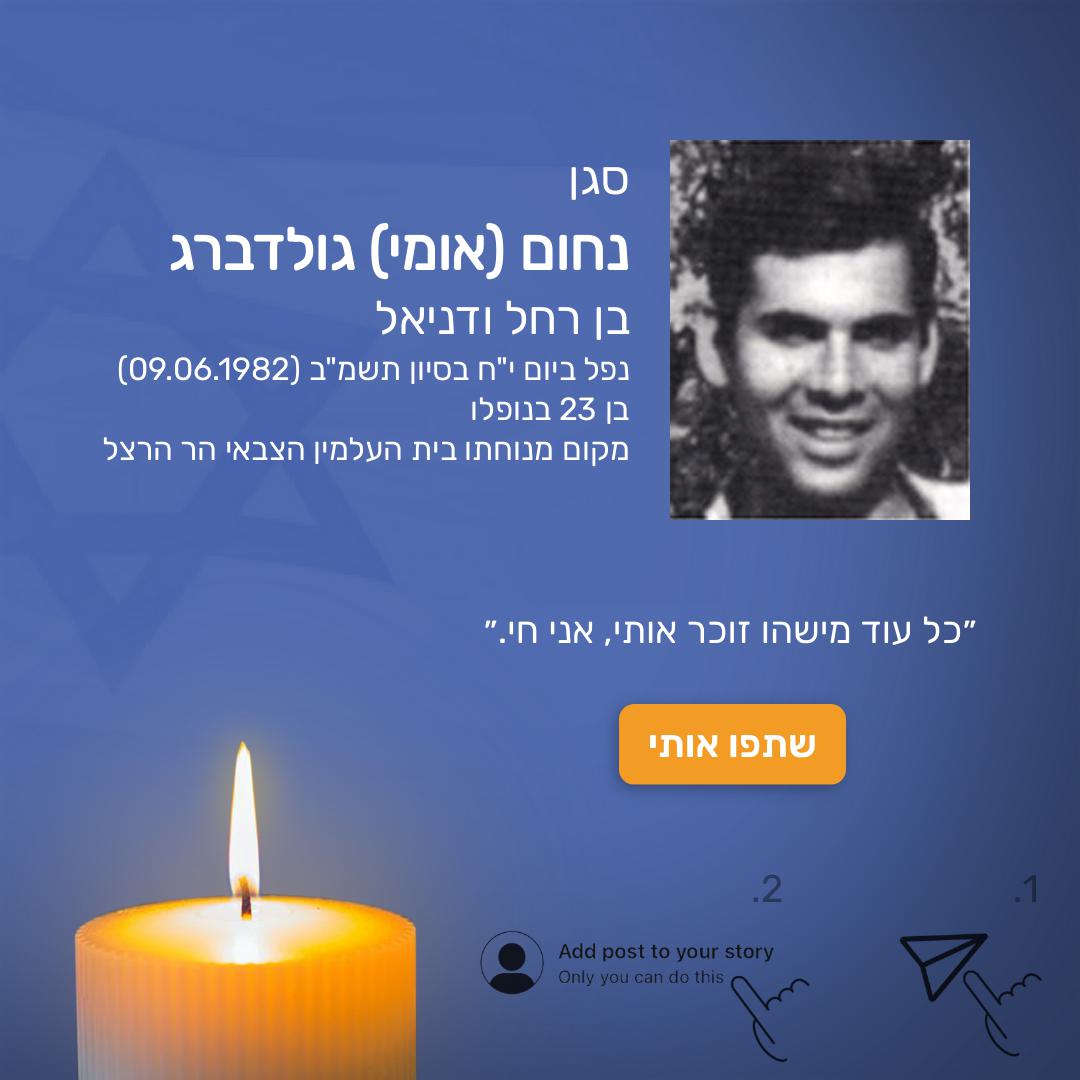 סגן
נחום (אומי) גולדברג
בן רחל ודניאל
נפל ביום י"ח בסיון תשמ"ב (09.06.1982)
בן 23 בנופלו
מקום מנוחתו בית העלמין הצבאי הר הרצל
״כל עוד מישהו זוכר אותי, אני חי.״
שתפו אותי
.1
.2
Add post to your story
Only you can do this